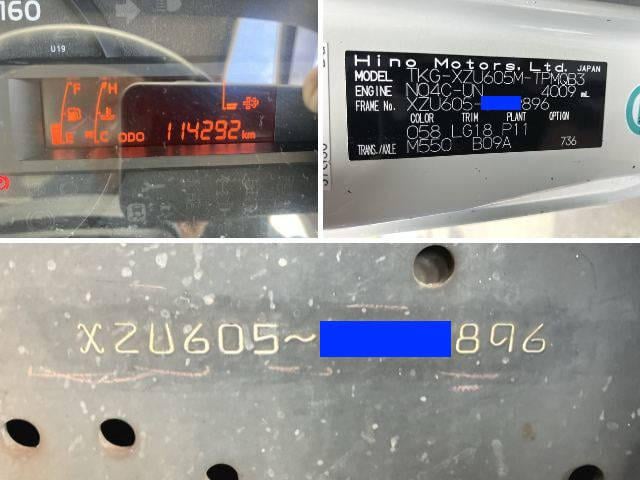 160
U19
F H
E C ODO 114292 km
Hino Motors, Ltd. JAPAN
MODEL TKG-XZU605M-TPMQB3
ENGINE N04C-UN 4009 mL
FRAME No. XZU605- 896
COLOR TRIM PLANT OPTION
058 LG18 P11
TRANS./AXLE M550 B09A 736
XZU605~ 896